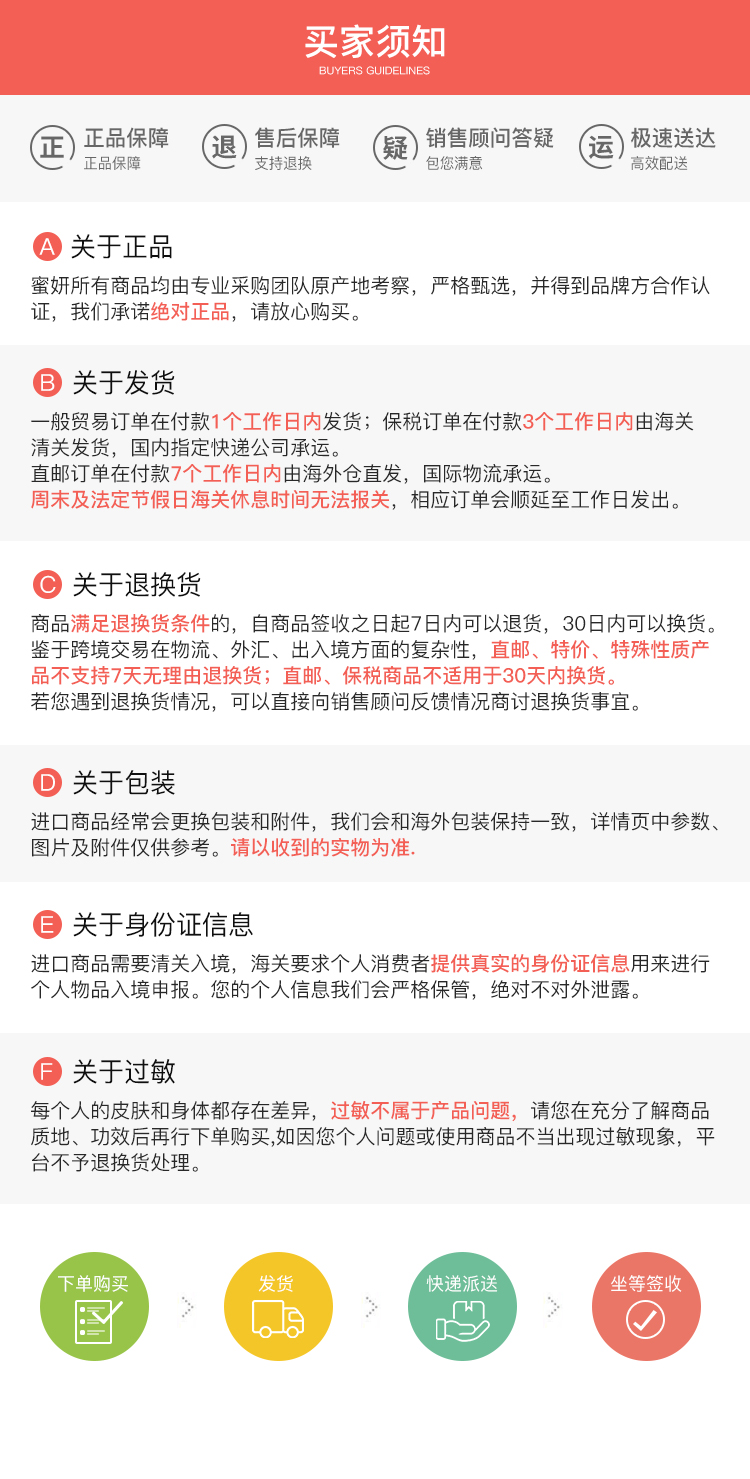 买家须知
BUYERS GUIDELINES
正 正品保障
正品保障
退 售后保障
支持退换
疑 销售顾问答疑
包您满意
运 极速送达
高效配送
A 关于正品
蜜妍所有商品均由专业采购团队原产地考察，严格甄选，并得到品牌方合作认
证，我们承诺绝对正品，请放心购买。
B 关于发货
一般贸易订单在付款1个工作日内发货；保税订单在付款3个工作日内由海关
清关发货，国内指定快递公司承运。
直邮订单在付款7个工作日内由海外仓直发，国际物流承运。
周末及法定节假日海关休息时间无法报关，相应订单会顺延至工作日发出。
C 关于退换货
商品满足退换货条件的，自商品签收之日起7日内可以退货，30日内可以换货。
鉴于跨境交易在物流、外汇、出入境方面的复杂性，直邮、特价、特殊性质产
品不支持7天无理由退换货；直邮、保税商品不适用于30天内换货。
若您遇到退换货情况，可以直接向销售顾问反馈情况商讨退换货事宜。
D 关于包装
进口商品经常会更换包装和附件，我们会和海外包装保持一致，详情页中参数、
图片及附件仅供参考。请以收到的实物为准.
E 关于身份证信息
进口商品需要清关入境，海关要求个人消费者提供真实的身份证信息用来进行
个人物品入境申报。您的个人信息我们会严格保管，绝对不对外泄露。
F 关于过敏
每个人的皮肤和身体都存在差异，过敏不属于产品问题，请您在充分了解商品
质地、功效后再行下单购买,如因您个人问题或使用商品不当出现过敏现象，平
台不予退换货处理。
下单购买
发货
快递派送
坐等签收